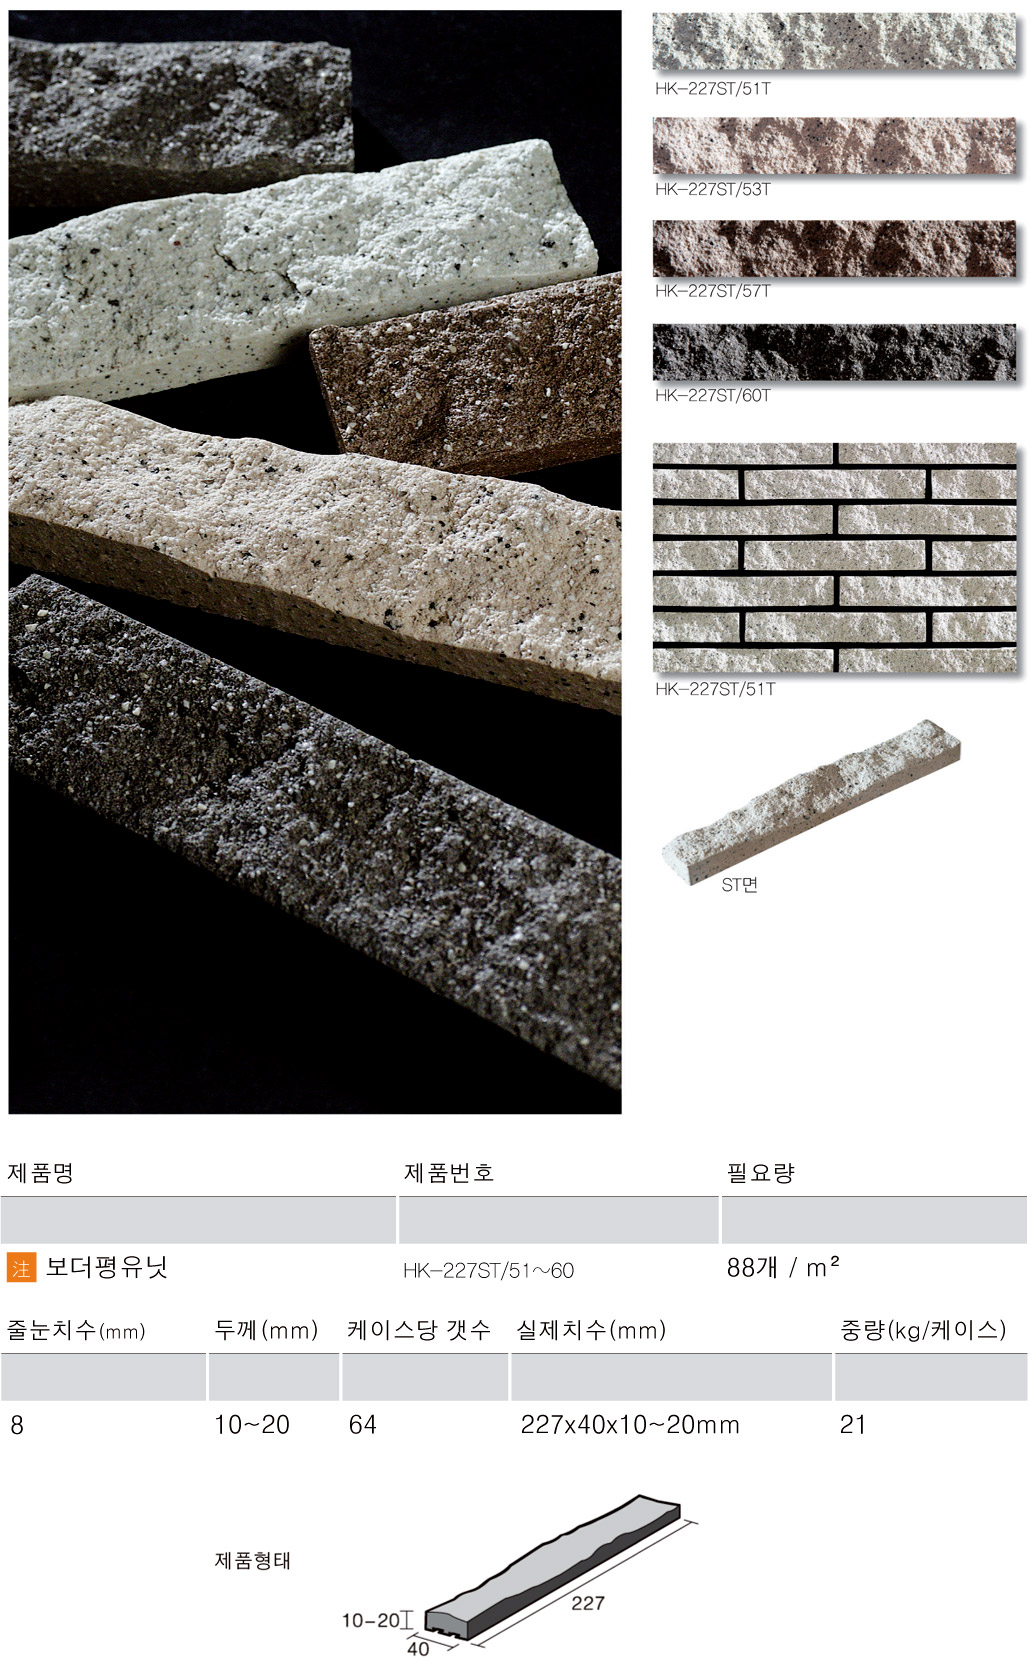 HK-227ST/51T
HK-227ST/53T
HK-227ST/57T
HK-227ST/60T
HK-227ST/51T
ST면
제품명 제품번호 필요량
注 보더평유닛 HK-227ST/51~60 88개 / m²
줄눈치수(mm) 두께(mm) 케이스당 갯수 실제치수(mm) 중량(kg/케이스)
8 10~20 64 227x40x10~20mm 21
제품형태
227
10-20
40